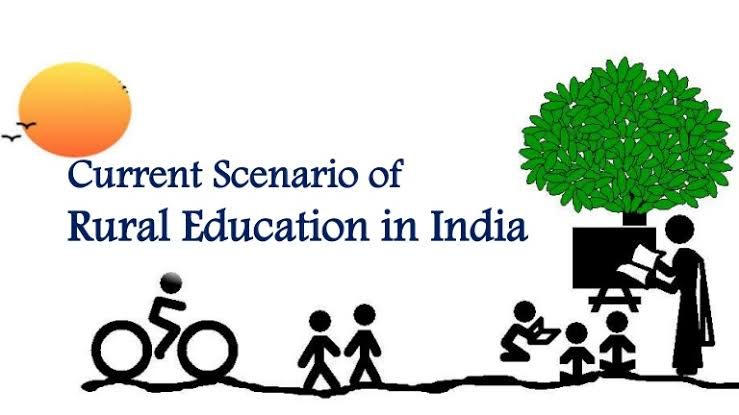 Current Scenario of
Rural Education in India